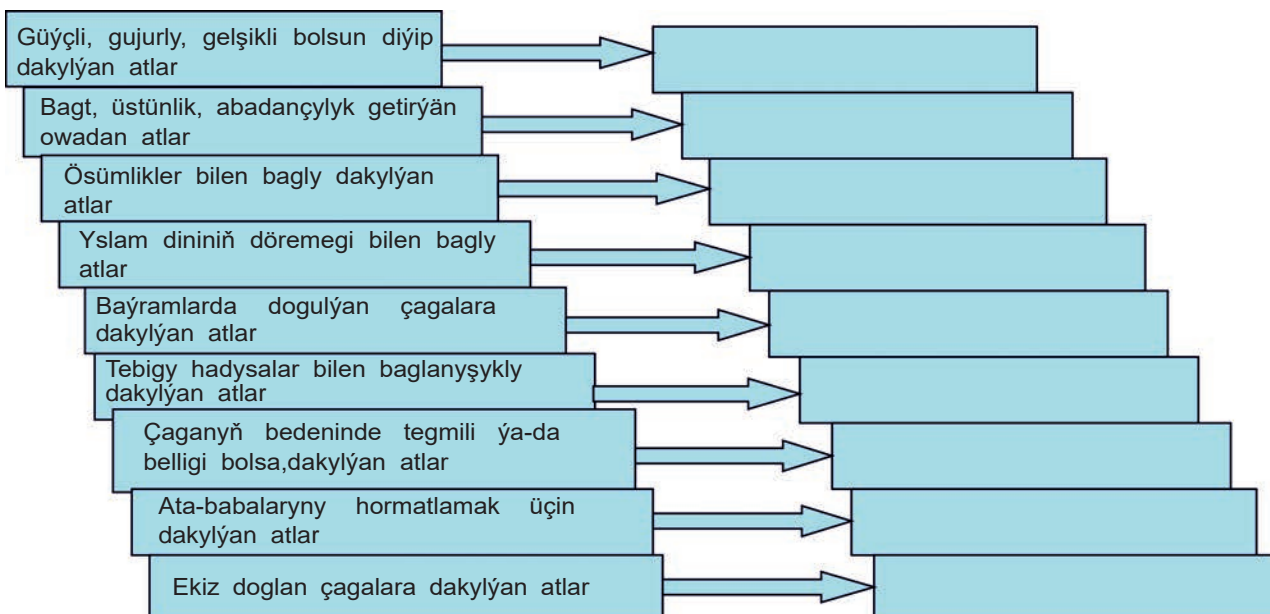 Güýçli, gujurly, gelşikli bolsun diýip
dakylýan atlar
Bagt, üstünlik, abadançylyk getirýän
owadan atlar
Ösümlikler bilen bagly dakylýan
atlar
Yslam dininiň döremegi bilen bagly
atlar
Baýramlarda dogulýan çagalara
dakylýan atlar
Tebigy hadysalar bilen baglanyşykly
dakylýan atlar
Çaganyň bedeninde tegmili ýa-da
belligi bolsa,dakylýan atlar
Ata-babalaryny hormatlamak üçin
dakylýan atlar
Ekiz doglan çagalara dakylýan atlar